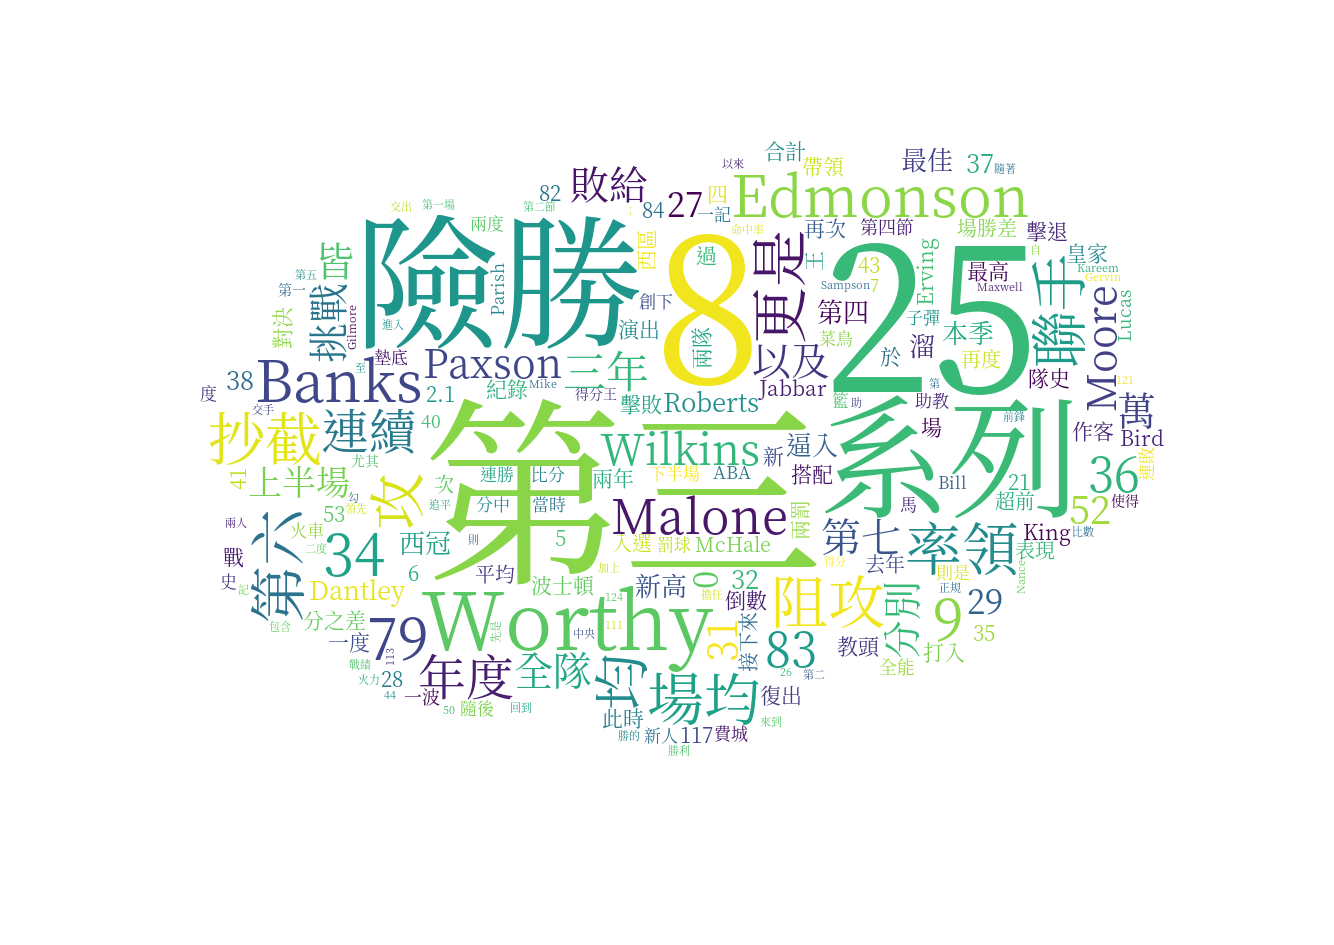 以來
合計
帶領
最佳
37
隨著
敗給
82
27
84
一記
四
Edmonson
交出
第一場
第二節
兩度
命中率
再次
第四節
場勝差
擊退
皇家
險勝
8
25
更是
過
西區
王
皆
Parish
Erving
43
自
Kareem
Gervin
最高
Maxwell
Sampson
7
第五
第一
挑戰
對決
Gilmore
進入
創下
演出
兩隊
第四
菜鳥
子彈
本季
聯手
Moore
Lucas
墊底
至
Banks
Paxson
三年
以及
於
溜
再度
隊史
第
121
38
度
交手
2.1
紀錄
Mike
得分王
擊敗
Roberts
Jabbar
籃
助
助教
前鋒
萬
抄截
連續
40
第三
系列
場
作客
Bird
Wilkins
逼入
尤其
上半場
41
攻
次
追平
連勝
比分
兩年
新
下半場
ABA
搭配
Bill
21
36
連敗
勾
領先
53
分中
當時
Malone
兩罰
馬
超前
52
使得
兩人
火車
二度
第六
34
西冠
則
5
入選
罰球
McHale
第七
率領
King
比數
表現
戰
史
記
6
平均
波士頓
加上
新高
0
32
得分
去年
則是
正規
Nance
Dantley
124
擔任
倒數
阻攻
分別
9
29
包含
分之差
一度
79
Worthy
先是
中央
111
31
接下來
83
教頭
打入
35
戰績
113
火力
28
44
一波
年度
全隊
均
場均
26
第二
全能
復出
50
隨後
回到
此時
勝的
新人
117
費城
來到
勝利